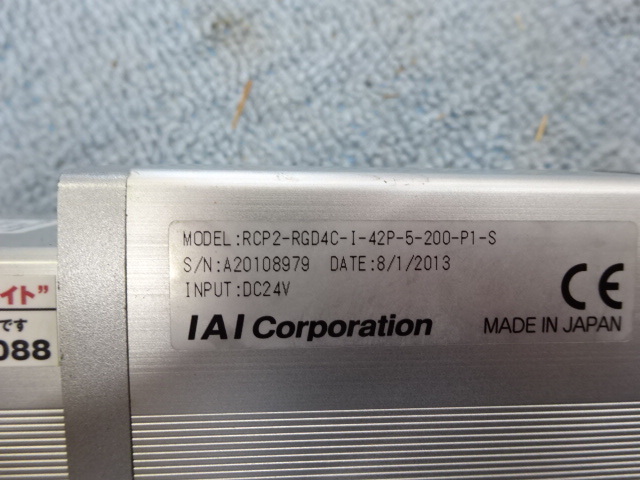 MODEL:RCP2-RGD4C-I-42P-5-200-P1-S
S/N:A20108979 DATE:8/1/2013
INPUT:DC24V
IAI Corporation
CE
MADE IN JAPAN
イト”
です
088